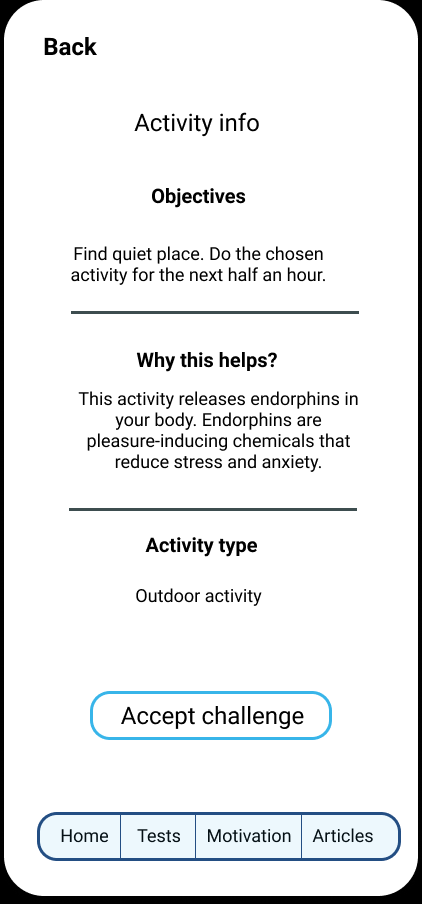 Back
Activity info
Objectives
Find quiet place. Do the chosen
activity for the next half an hour.
Why this helps?
This activity releases endorphins in
your body. Endorphins are
pleasure-inducing chemicals that
reduce stress and anxiety.
Activity type
Outdoor activity
Accept challenge
Home Tests Motivation Articles